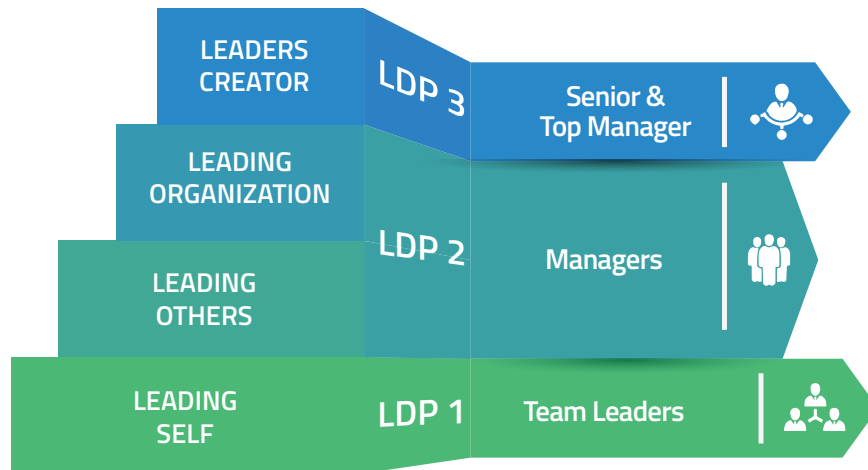 LEADERS
CREATOR
LDP 3
Senior &
Top Manager
LEADING
ORGANIZATION
LEADING
OTHERS
LDP 2
Managers
LEADING
SELF
LDP 1
Team Leaders